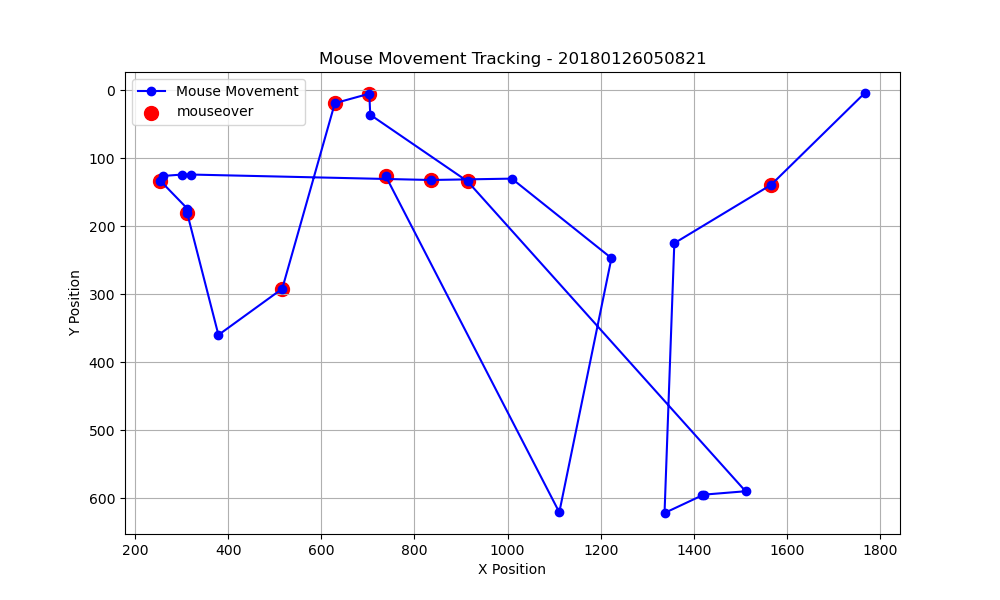 Mouse Movement Tracking - 20180126050821
Mouse Movement
mouseover
Y Position
0
100
200
300
400
500
600
200 400 600 800 1000 1200 1400 1600 1800
X Position